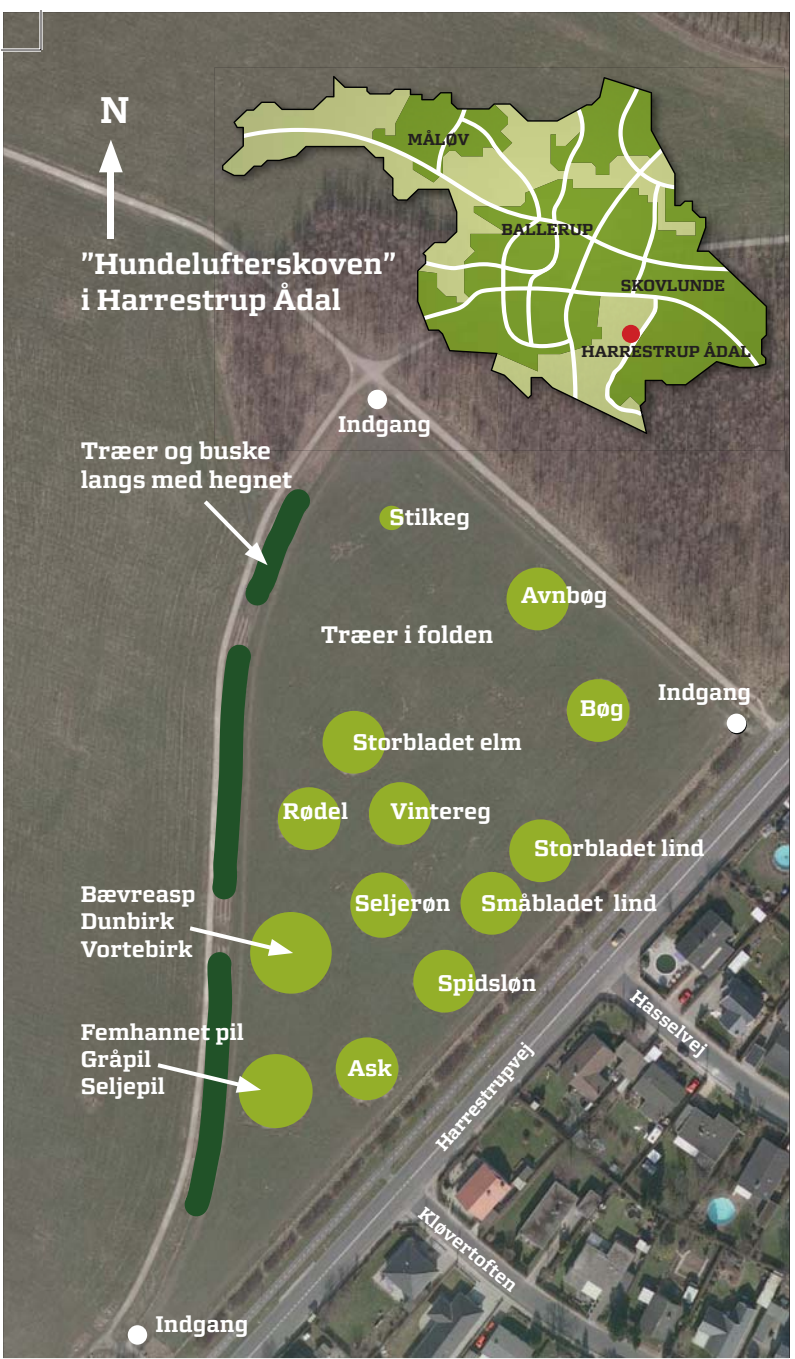 N
MÅLØV
BALLERUP
SKOVLUNDE
HARRESTRUP ÅDAL
”Hundelufterskoven”
i Harrestrup Ådal
Indgang
Træer og buske
langs med hegnet
Stilkeg
Avnbøg
Træer i folden
Indgang
Bøg
Storbladet elm
Rødel
Vintereg
Storbladet lind
Seljerøn
Småbladet lind
Bævreasp
Dunbirk
Vortebirk
Spidsløn
Hasselvej
Femhannet pil
Gråpil
Seljepil
Ask
Harrestrupvej
Kløvertoften
Indgang